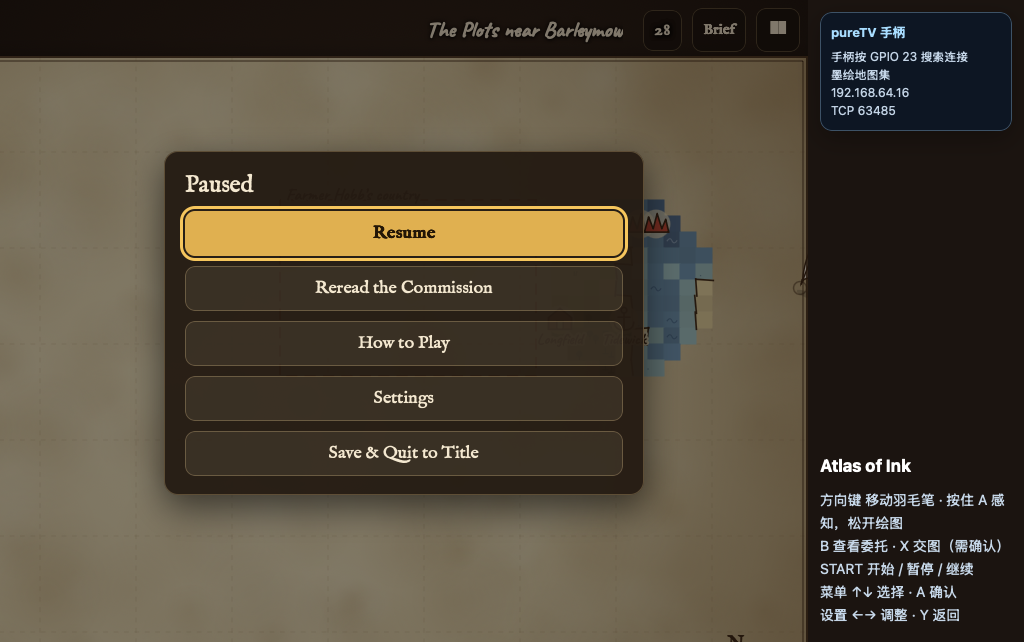 The Plots near Barleymow
28
Brief
Paused
Resume
Reread the Commission
How to Play
Settings
Save & Quit to Title
N
pureTV 手柄
手柄按 GPIO 23 搜索连接
墨绘地图集
192.168.64.16
TCP 63485
Atlas of Ink
方向键 移动羽毛笔 · 按住 A 感
知，松开绘图
B 查看委托 · X 交图（需确认）
START 开始 / 暂停 / 继续
菜单 ↑↓ 选择 · A 确认
设置 ←→ 调整 · Y 返回